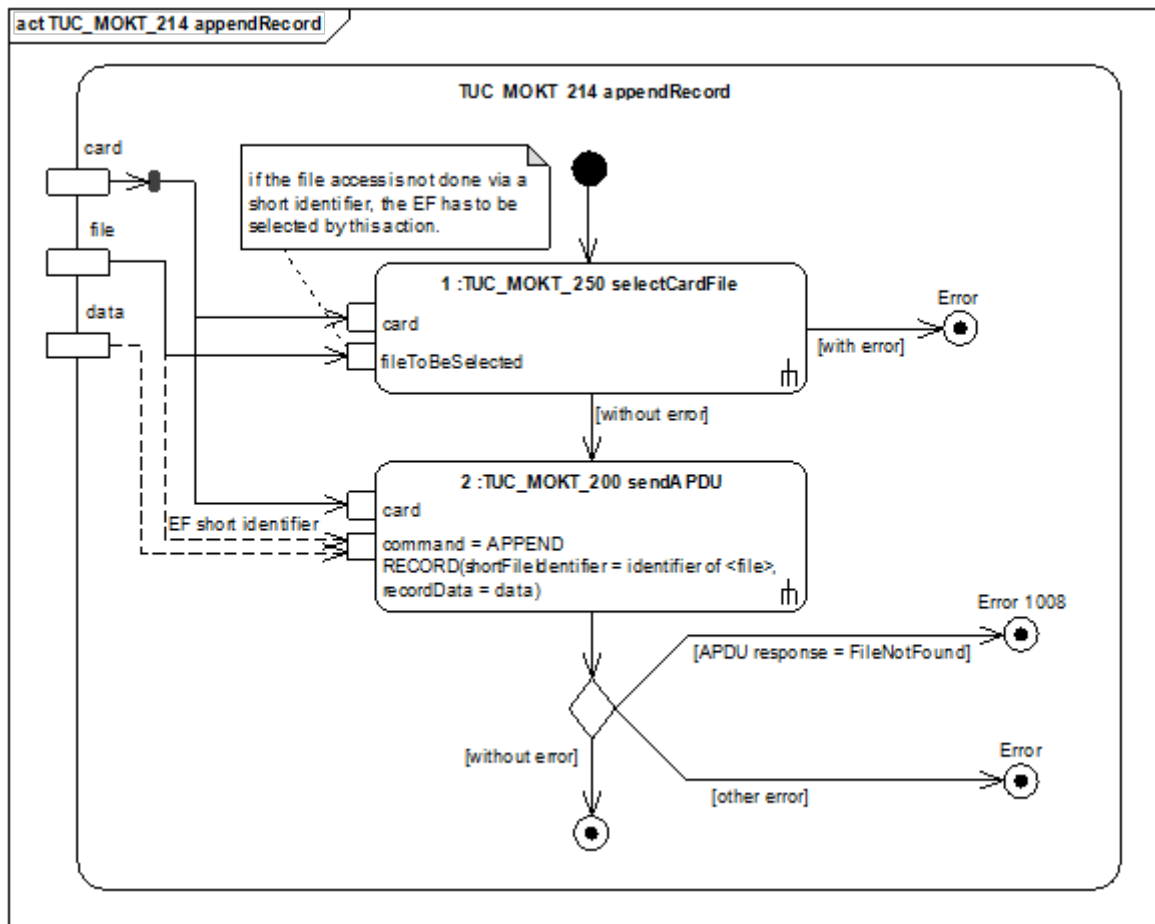 act TUC_MOKT_214 appendRecord
TUC_MOKT_214 appendRecord
card
if the file access is not done via a
short identifier, the EF has to be
selected by this action.
file
data
1 :TUC_MOKT_250 selectCardFile
card
fileToBeSelected
Error
[with error]
[without error]
2 :TUC_MOKT_200 sendAPDU
card
EF short identifier
command = APPEND
RECORD(shortFileIdentifier = identifier of <file>,
recordData = data)
Error 1008
[APDU response = FileNotFound]
[without error]
Error
[other error]